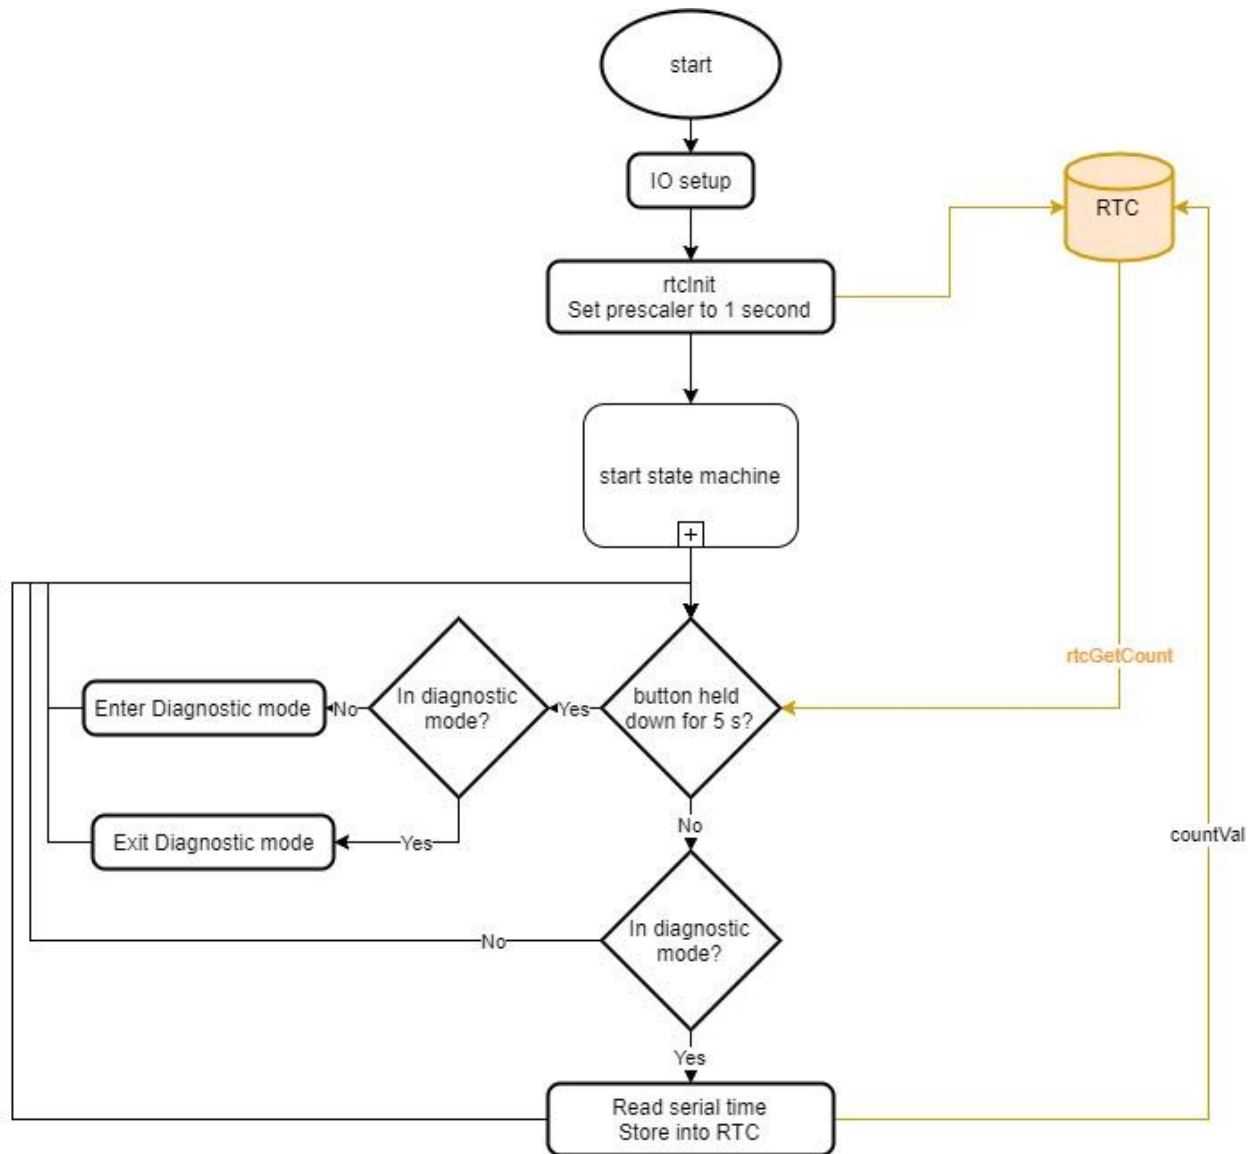 start
IO setup
RTC
rtcInit
Set prescaler to 1 second
start state machine
+
rtcGetCount
In diagnostic
mode?
button held
down for 5 s?
Enter Diagnostic mode
No
Yes
Exit Diagnostic mode
Yes
No
countVal
In diagnostic
mode?
No
Yes
Read serial time
Store into RTC